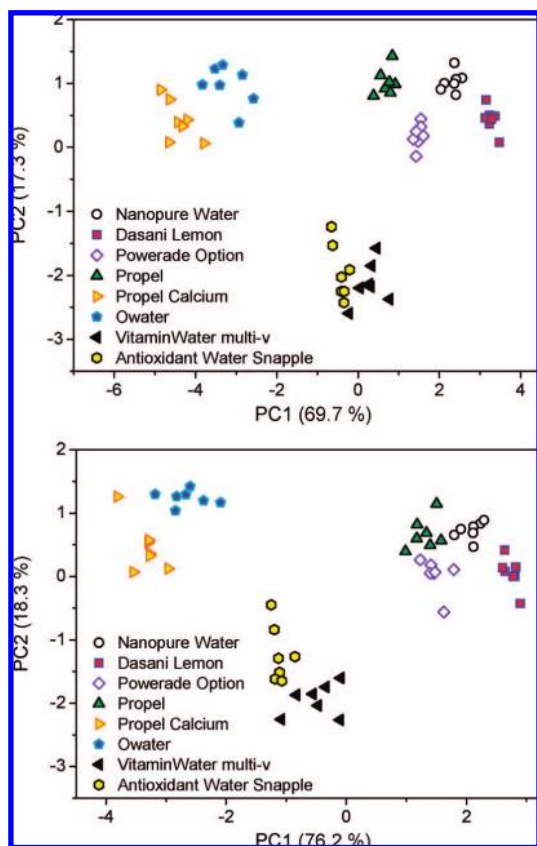 2
1
0
-1
-2
-3
PC2 (17.3 %)
Nanopure Water
Dasani Lemon
Powerade Option
Propel
Propel Calcium
Owater
VitaminWater multi-v
Antioxidant Water Snapple
-6 -4 -2 0 2 4
PC1 (69.7 %)
2
1
0
-1
-2
-3
PC2 (18.3 %)
Nanopure Water
Dasani Lemon
Powerade Option
Propel
Propel Calcium
Owater
VitaminWater multi-v
Antioxidant Water Snapple
-4 -2 0 2
PC1 (76.2 %)